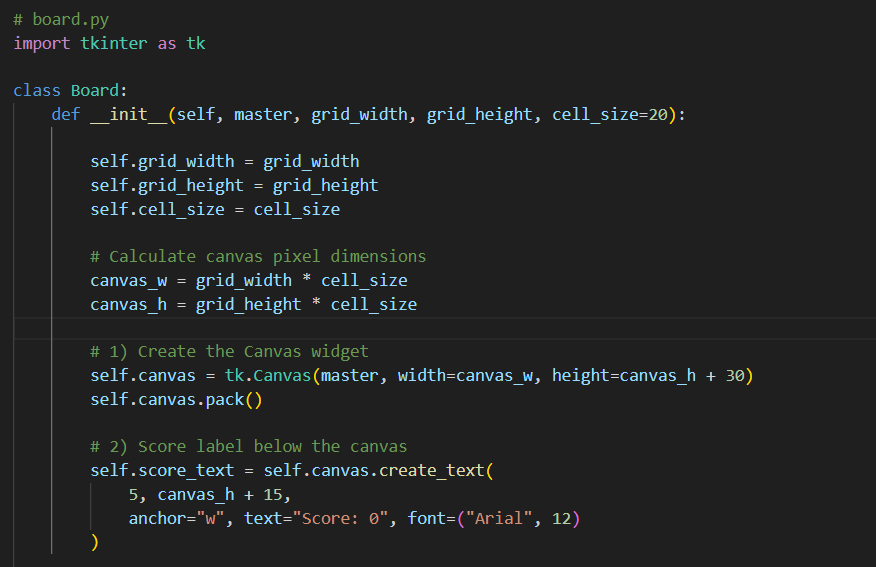 # board.py
import tkinter as tk
class Board:
    def __init__(self, master, grid_width, grid_height, cell_size=20):
        self.grid_width = grid_width
        self.grid_height = grid_height
        self.cell_size = cell_size
        # Calculate canvas pixel dimensions
        canvas_w = grid_width * cell_size
        canvas_h = grid_height * cell_size
        # 1) Create the Canvas widget
        self.canvas = tk.Canvas(master, width=canvas_w, height=canvas_h + 30)
        self.canvas.pack()
        # 2) Score label below the canvas
        self.score_text = self.canvas.create_text(
            5, canvas_h + 15,
            anchor="w", text="Score: 0", font=("Arial", 12)
        )